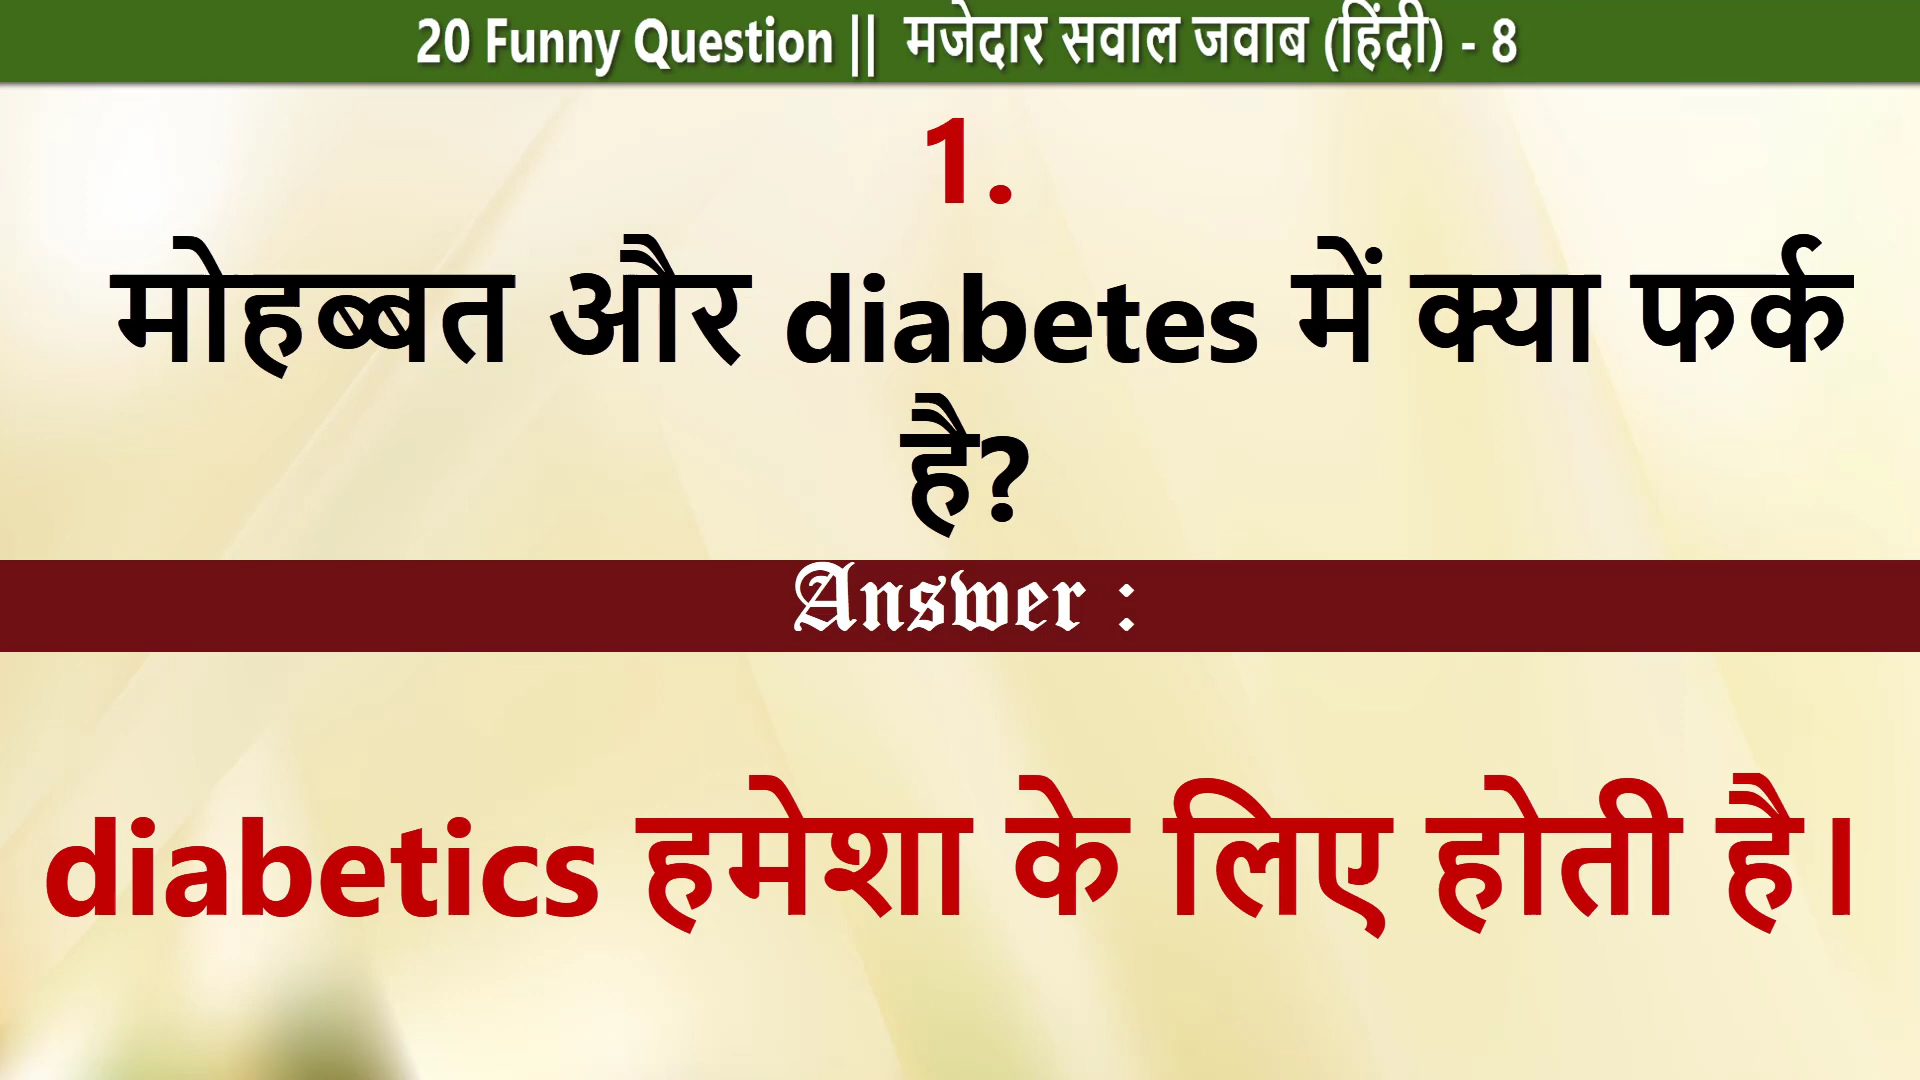 20 Funny Question || मजेदार सवाल जवाब (हिंदी) - 8
1.
मोहब्बत और diabetes में क्या फर्क
है?
Answer :
diabetics हमेशा के लिए होती है।